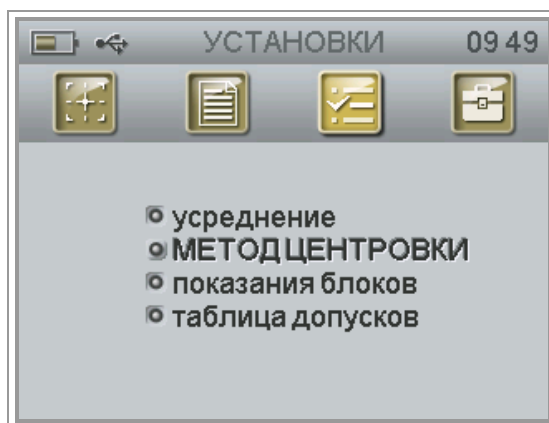 УСТАНОВКИ 09 49
усреднение
МЕТОД ЦЕНТРОВКИ
показания блоков
таблица допусков